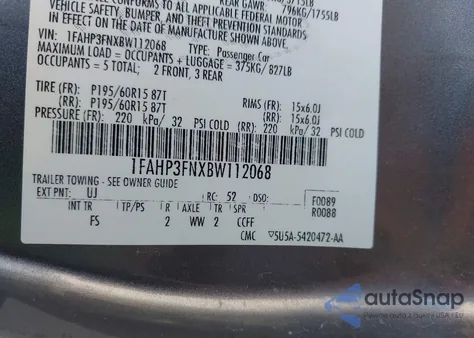 VEHICLE CONFORMS TO ALL APPLICABLE FEDERAL MOTOR
VEHICLE SAFETY, BUMPER, AND THEFT PREVENTION STANDARDS
IN EFFECT ON THE DATE OF MANUFACTURE SHOWN ABOVE.
REAR GAWR: 796KG/1755LB
VIN: 1FAHP3FNXBW112068
TYPE: Passenger Car
MAXIMUM LOAD = OCCUPANTS + LUGGAGE = 375KG/ 827LB
OCCUPANTS = 5 TOTAL: 2 FRONT, 3 REAR
TIRE (FR): P195/60R15 87T RIMS (FR): 15x6.0J
(RR): P195/60R15 87T (RR): 15x6.0J
PRESSURE (FR): 220 kPa/ 32 PSI COLD (RR): 220 kPa/ 32 PSI COLD
1FAHP3FNXBW112068
TRAILER TOWING - SEE OWNER GUIDE
EXT PNT: UJ RC: 52 DSO: F0089
R0088
INT TR TP/PS R AXLE TR SPR
FS 2 WW 2 CCFF
CMC 5U5A-5420472-AA
autoSnap